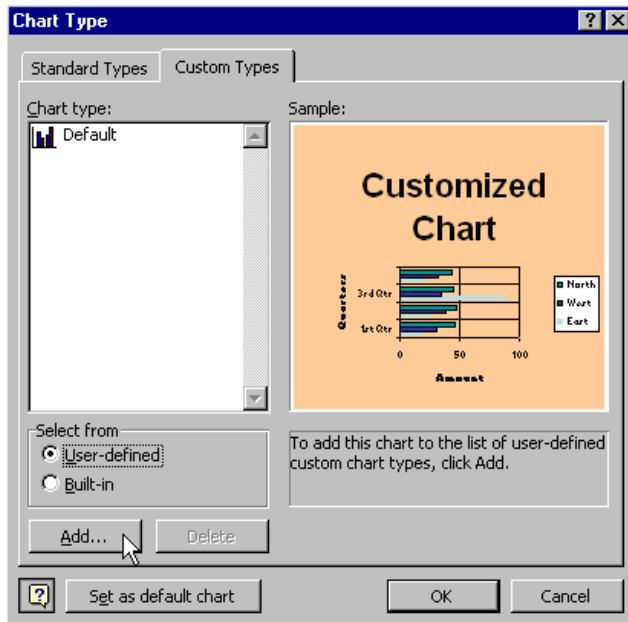 Chart Type
Standard Types
Custom Types
Chart type:
Sample:
Default
Customized
Chart
Quarters
3rd Qtr
1st Qtr
0
50
100
Amount
North
West
East
Select from
User-defined
Built-in
To add this chart to the list of user-defined
custom chart types, click Add.
Add...
Delete
Set as default chart
OK
Cancel